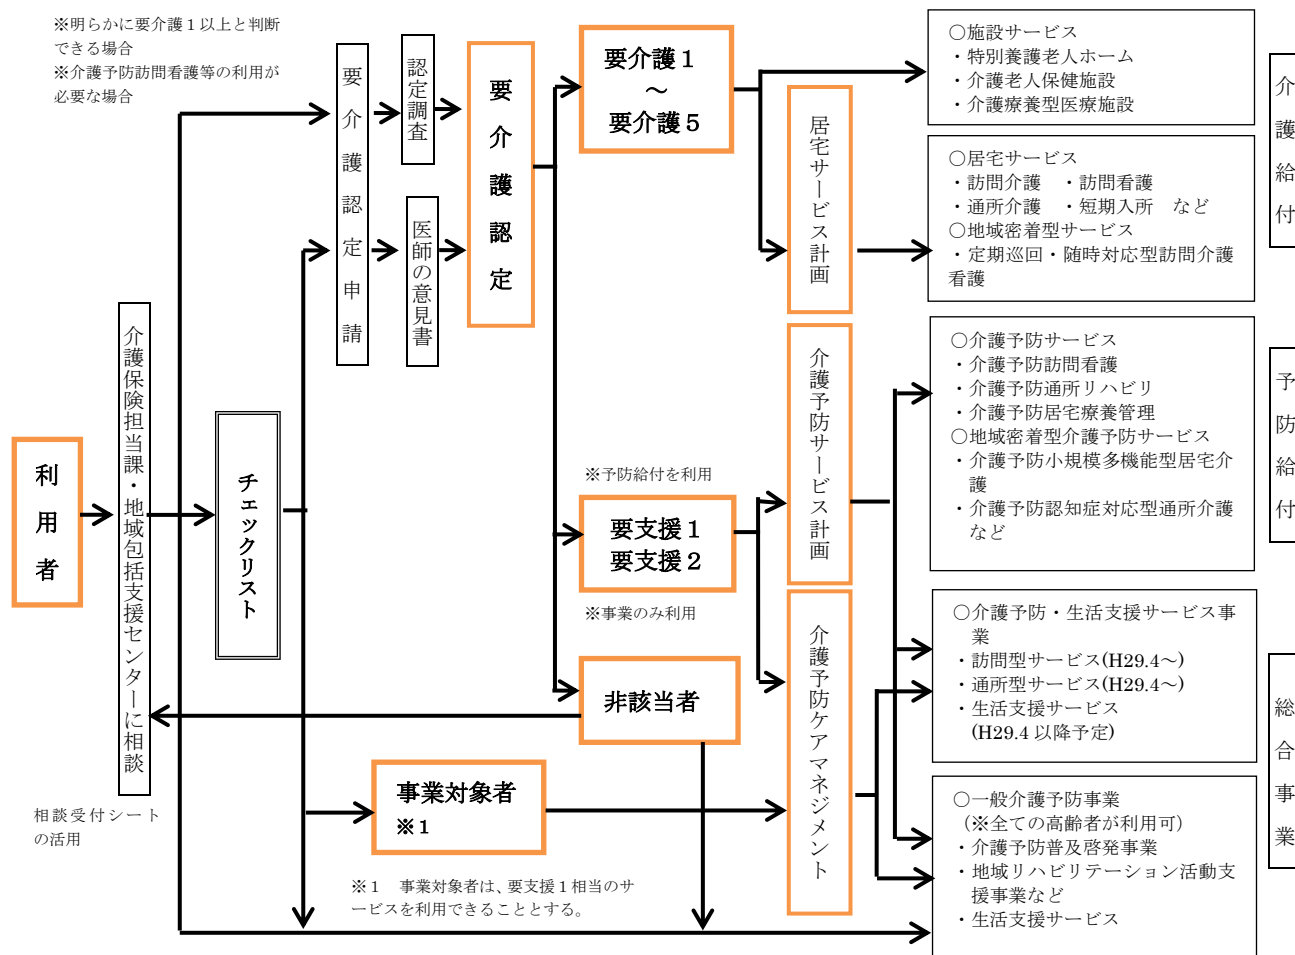 ※明らかに要介護１以上と判断
できる場合
※介護予防訪問看護等の利用が
必要な場合
利用者
介護保険担当課・地域包括支援センターに相談
相談受付シート
の活用
チェックリスト
要介護認定申請
認定調査
医師の意見書
要介護認定
要介護１
～
要介護５
※予防給付を利用
要支援１
要支援２
※事業のみ利用
非該当者
事業対象者
※１
※１　事業対象者は、要支援１相当のサ
ービスを利用できることとする。
居宅サービス計画
介護予防サービス計画
介護予防ケアマネジメント
○施設サービス
・特別養護老人ホーム
・介護老人保健施設
・介護療養型医療施設
○居宅サービス
・訪問介護　・訪問看護
・通所介護　・短期入所　など
○地域密着型サービス
・定期巡回・随時対応型訪問介護
看護
介護給付
○介護予防サービス
・介護予防訪問看護
・介護予防通所リハビリ
・介護予防居宅療養管理
○地域密着型介護予防サービス
・介護予防小規模多機能型居宅介
護
・介護予防認知症対応型通所介護
など
予防給付
○介護予防・生活支援サービス事
業
・訪問型サービス(H29.4～)
・通所型サービス(H29.4～)
・生活支援サービス
(H29.4 以降予定)
○一般介護予防事業
（※全ての高齢者が利用可）
・介護予防普及啓発事業
・地域リハビリテーション活動支
援事業など
・生活支援サービス
総合事業